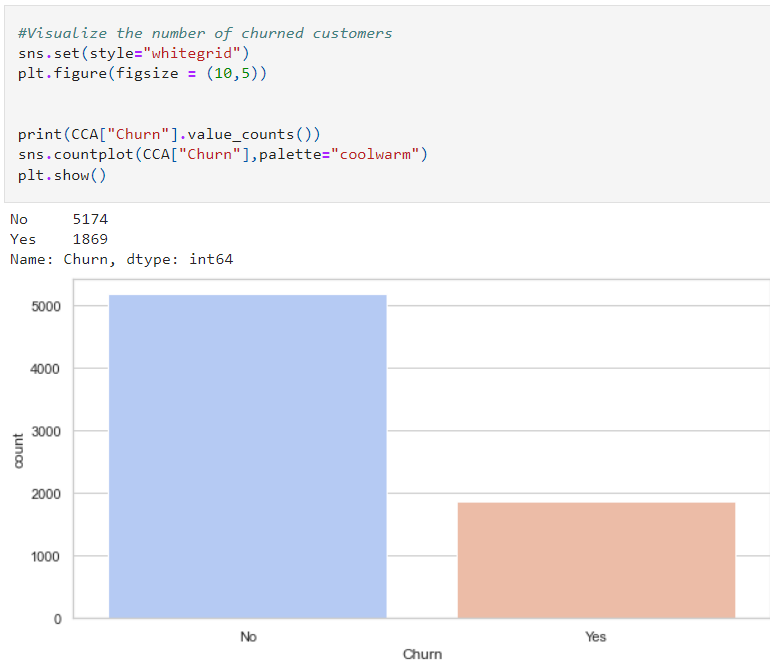 #Visualize the number of churned customers
sns.set(style="whitegrid")
plt.figure(figsize = (10,5))
print(CCA["Churn"].value_counts())
sns.countplot(CCA["Churn"],palette="coolwarm")
plt.show()
No     5174
Yes    1869
Name: Churn, dtype: int64
5000
4000
3000
count
2000
1000
0
No Yes
Churn